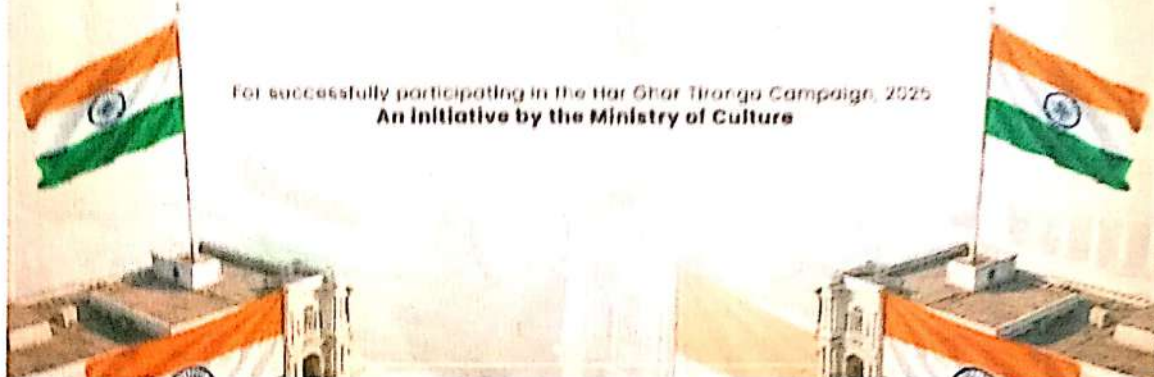 For successfully participating in the Har Ghar Tiranga Campaign, 2025
An initiative by the Ministry of Culture